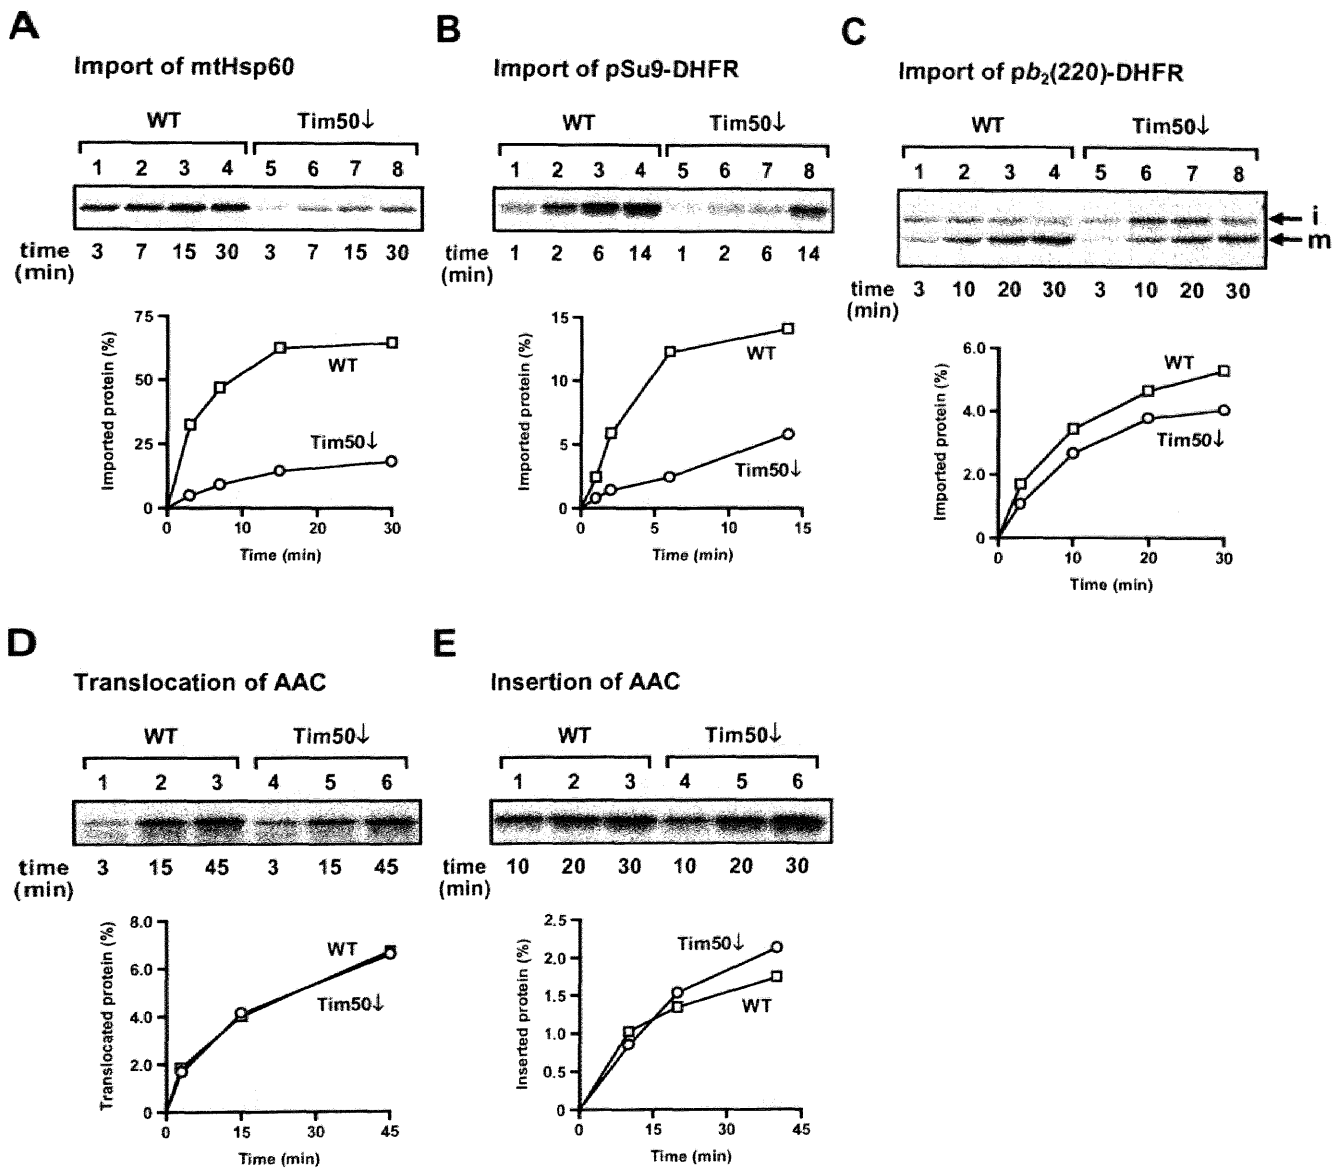 A
Import of mtHsp60
WT Tim50↓
1 2 3 4 5 6 7 8
time 3 7 15 30 3 7 15 30
(min)
75
50
25
0
0 10 20 30
Imported protein (%)
WT
Tim50↓
Time (min)
B
Import of pSu9-DHFR
WT Tim50↓
1 2 3 4 5 6 7 8
time 1 2 6 14 1 2 6 14
(min)
15
10
5
0
0 5 10 15
Imported protein (%)
WT
Tim50↓
Time (min)
C
Import of pb₂(220)-DHFR
WT Tim50↓
1 2 3 4 5 6 7 8
i
m
time 3 10 20 30 3 10 20 30
(min)
6.0
4.0
2.0
0
0 10 20 30
Imported protein (%)
WT
Tim50↓
Time (min)
D
Translocation of AAC
WT Tim50↓
1 2 3 4 5 6
time 3 15 45 3 15 45
(min)
8.0
6.0
4.0
2.0
0
0 15 30 45
Translocated protein (%)
WT
Tim50↓
Time (min)
E
Insertion of AAC
WT Tim50↓
1 2 3 4 5 6
time 10 20 30 10 20 30
(min)
2.5
2.0
1.5
1.0
0.5
0
0 15 30 45
Inserted protein (%)
Tim50↓
WT
Time (min)